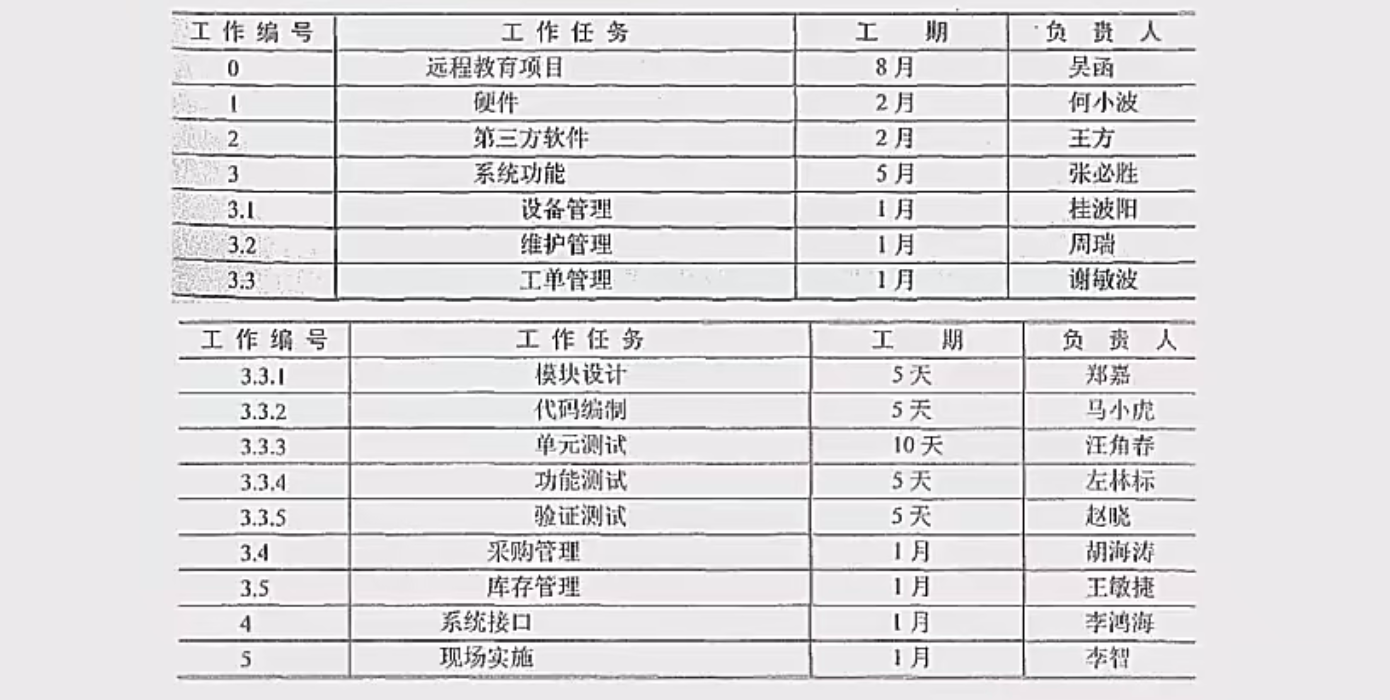 工作编号 工作任务 工期 负责人
0 远程教育项目 8月 吴函
1 硬件 2月 何小波
2 第三方软件 2月 王方
3 系统功能 5月 张必胜
3.1 设备管理 1月 桂波阳
3.2 维护管理 1月 周瑞
3.3 工单管理 1月 谢敏波
工作编号 工作任务 工期 负责人
3.3.1 模块设计 5天 郑嘉
3.3.2 代码编制 5天 马小虎
3.3.3 单元测试 10天 汪角春
3.3.4 功能测试 5天 左林标
3.3.5 验证测试 5天 赵晓
3.4 采购管理 1月 胡海涛
3.5 库存管理 1月 王敏捷
4 系统接口 1月 李鸿海
5 现场实施 1月 李智